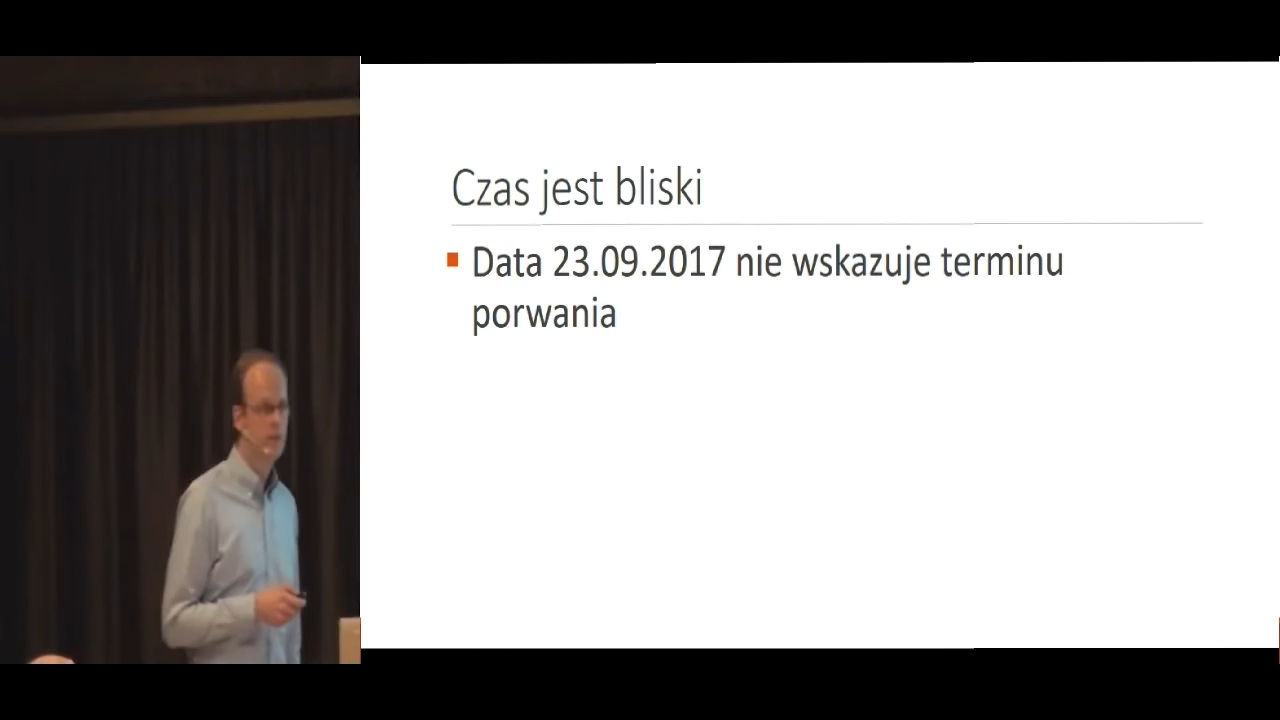 Czas jest bliski
Data 23.09.2017 nie wskazuje terminu
porwania